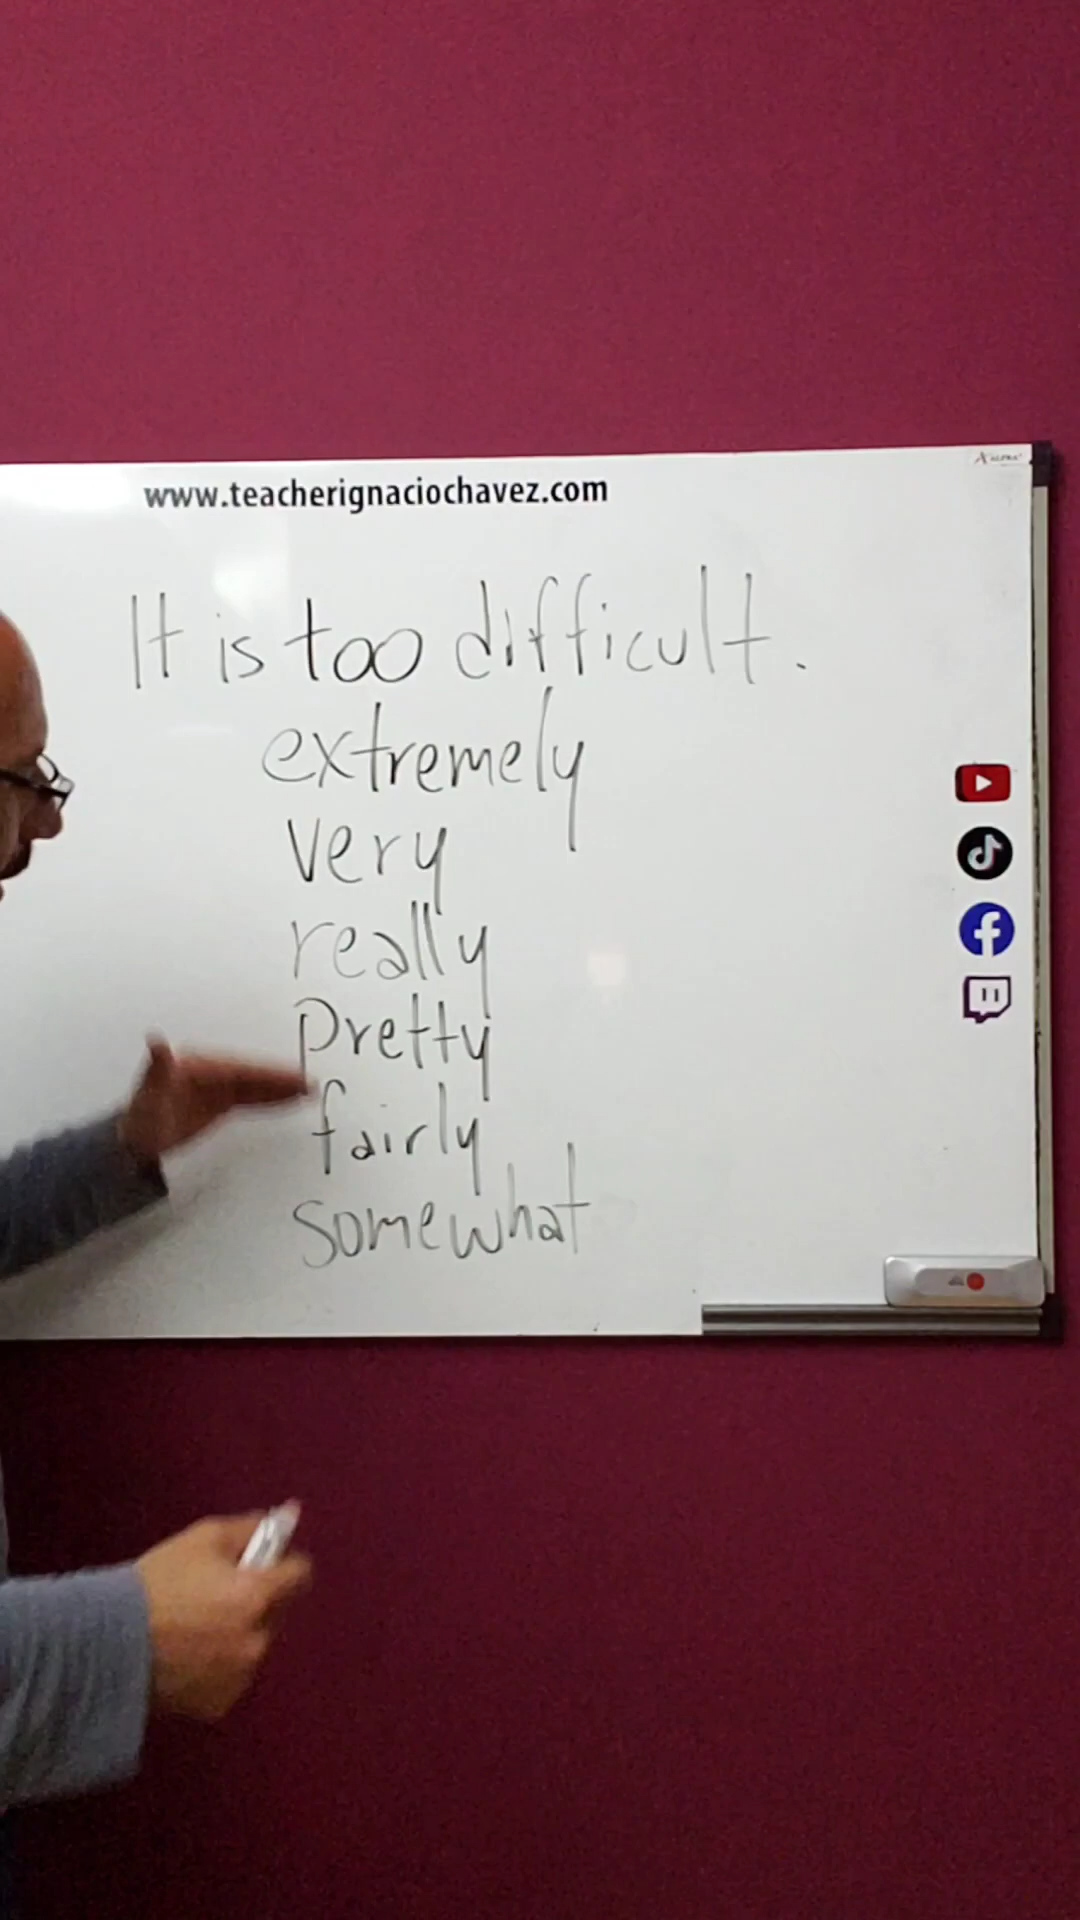 www.teacherignaciochavez.com
It is too difficult.
extremely
very
really
pretty
fairly
somewhat